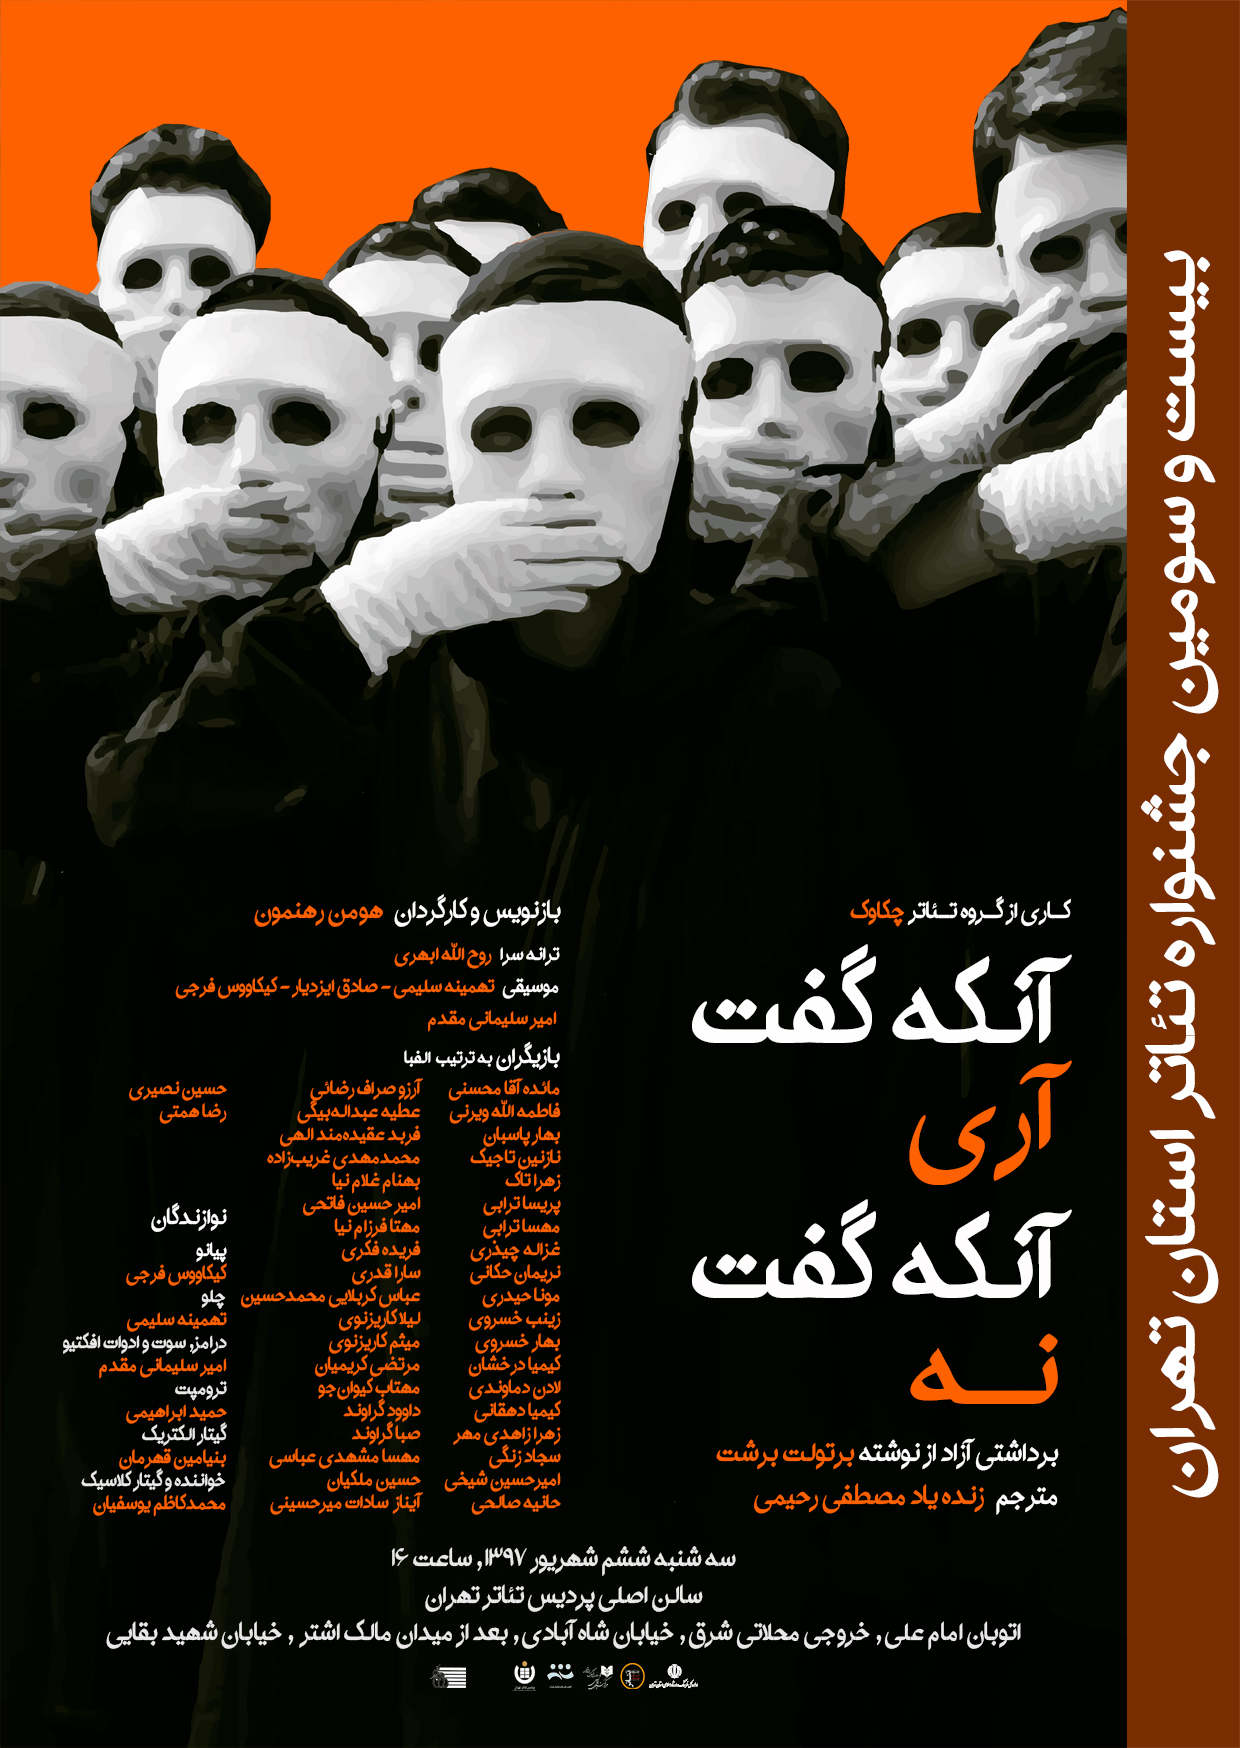 بیست و سومین جشنواره تئاتر استان تهران
کاری از گروه تئاتر چکاوک
آنکه گفت
آری
آنکه گفت
نه
برداشتی آزاد از نوشته برتولت برشت
مترجم زنده یاد مصطفی رحیمی
بازنویس و کارگردان هومن رهنمون
ترانه سرا روح الله ابهری
موسیقی تهمینه سلیمی - صادق ایزدیار - کیکاووس فرجی
امیر سلیمانی مقدم
بازیگران به ترتیب الفبا
مائده آقا محسنی
فاطمه الله ویرنی
بهار پاسبان
نازنین تاجیک
زهرا تاک
پریسا ترابی
مهسا ترابی
غزاله چیذری
نریمان حکانی
مونا حیدری
زینب خسروی
بهار خسروی
کیمیا درخشان
لادن دماوندی
کیمیا دهقانی
زهرا زاهدی مهر
سجاد زنگی
امیرحسین شیخی
حانیه صالحی
آرزو صراف رضائی
عطیه عبداله‌بیگی
فربد عقیده‌مند الهی
محمدمهدی غریب‌زاده
بهنام غلام نیا
امیر حسین فاتحی
مهتا فرزام نیا
فریده فکری
سارا قدری
عباس کربلایی محمدحسین
لیلا کاریزنوی
میثم کاریزنوی
مرتضی کریمیان
مهتاب کیوان جو
داوود گراوند
صبا گراوند
مهسا مشهدی عباسی
حسین ملکیان
آیناز سادات میرحسینی
حسین نصیری
رضا همتی
نوازندگان
پیانو
کیکاووس فرجی
چلو
تهمینه سلیمی
درامز, سوت و ادوات افکتیو
امیر سلیمانی مقدم
ترومپت
حمید ابراهیمی
گیتار الکتریک
بنیامین قهرمان
خواننده و گیتار کلاسیک
محمدکاظم یوسفیان
سه شنبه ششم شهریور ۱۳۹۷, ساعت ۱۶
سالن اصلی پردیس تئاتر تهران
اتوبان امام علی, خروجی محلاتی شرق, خیابان شاه آبادی, بعد از میدان مالک اشتر , خیابان شهید بقایی